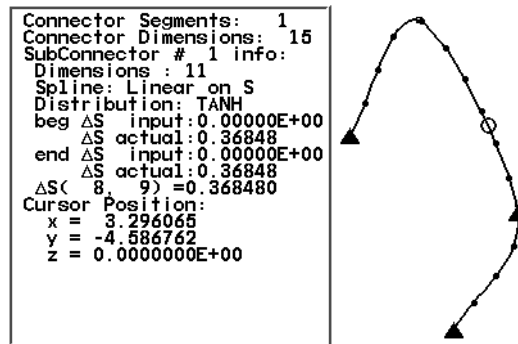 Connector Segments: 1
Connector Dimensions: 15
SubConnector # 1 info:
Dimensions : 11
Spline: Linear on S
Distribution: TANH
beg ΔS input:0.00000E+00
ΔS actual:0.36848
end ΔS input:0.00000E+00
ΔS actual:0.36848
ΔS( 8, 9) =0.368480
Cursor Position:
x = 3.296065
y = -4.586762
z = 0.0000000E+00